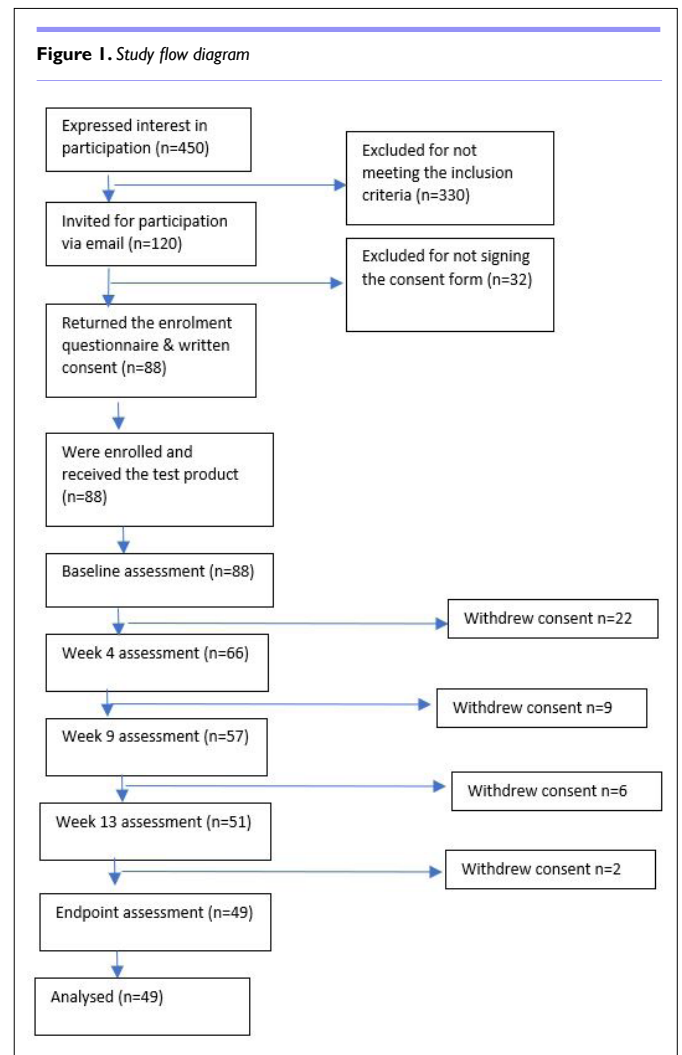 Figure 1. Study flow diagram
Expressed interest in
participation (n=450)
Excluded for not
meeting the inclusion
criteria (n=330)
Invited for participation
via email (n=120)
Excluded for not signing
the consent form (n=32)
Returned the enrolment
questionnaire & written
consent (n=88)
Were enrolled and
received the test product
(n=88)
Baseline assessment (n=88)
Withdrew consent n=22
Week 4 assessment (n=66)
Withdrew consent n=9
Week 9 assessment (n=57)
Withdrew consent n=6
Week 13 assessment (n=51)
Withdrew consent n=2
Endpoint assessment (n=49)
Analysed (n=49)